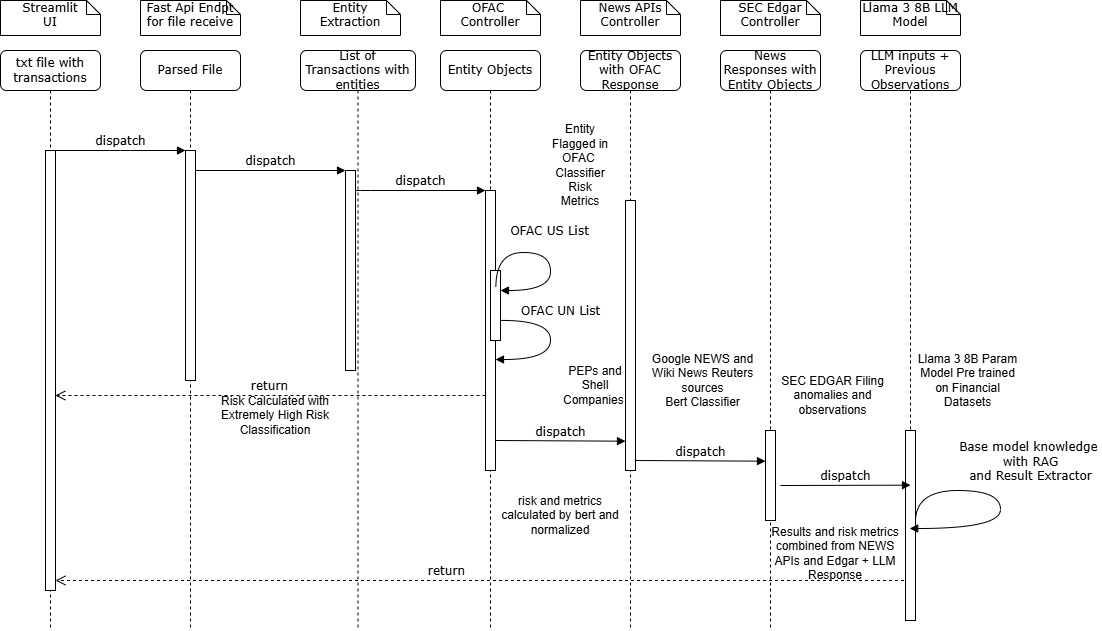 Streamlit
UI
Fast Api Endpt
for file receive
Entity
Extraction
OFAC
Controller
News APIs
Controller
SEC Edgar
Controller
Llama 3 8B LLM
Model
txt file with
transactions
Parsed File
List of
Transactions with
entities
Entity Objects
Entity Objects
with OFAC
Response
News
Responses with
Entity Objects
LLM inputs +
Previous
Observations
dispatch
dispatch
dispatch
Entity
Flagged in
OFAC
Classifier
Risk
Metrics
OFAC US List
OFAC UN List
PEPs and
Shell
Companies
Google NEWS and
Wiki News Reuters
sources
Bert Classifier
SEC EDGAR Filing
anomalies and
observations
Llama 3 8B Param
Model Pre trained
on Financial
Datasets
return
Risk Calculated with
Extremely High Risk
Classification
dispatch
dispatch
dispatch
Base model knowledge
with RAG
and Result Extractor
risk and metrics
calculated by bert and
normalized
Results and risk metrics
combined from NEWS
APIs and Edgar + LLM
Response
return